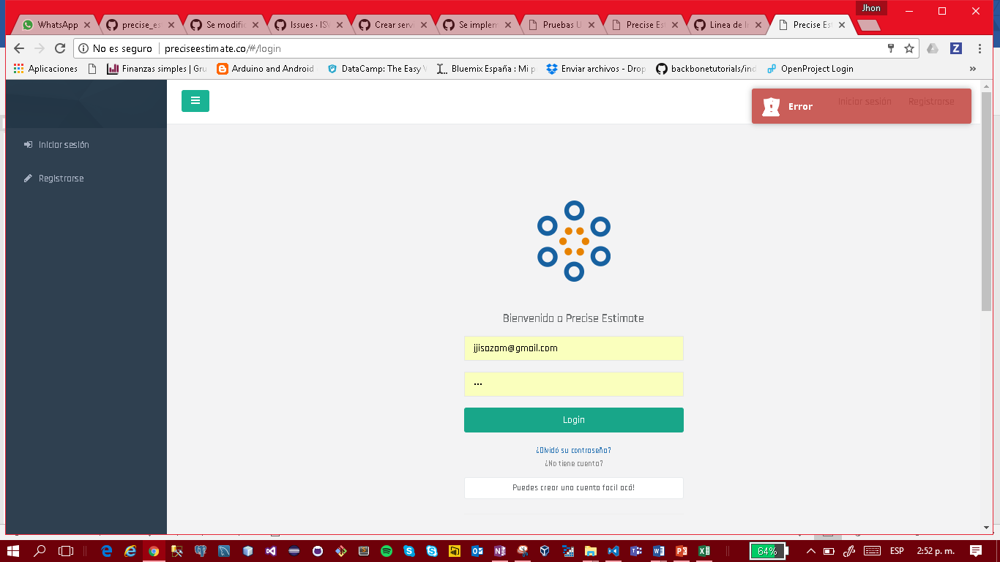 Jhon
WhatsApp
precise_es
Se modifi
Issues · ISV
Crear serv
Se implem
Pruebas U
Precise Est
Linea de li
Precise Est
No es seguro
preciseestimate.co/#/login
Aplicaciones
Finanzas simples | Gru
Arduino and Android
DataCamp: The Easy
Bluemix España : Mi p
Enviar archivos - Drop
backbonetutorials/ind
OpenProject Login
»
Iniciar sesión
Registrarse
Error
Iniciar sesión
Registrarse
Bienvenido a Precise Estimate
jjisazam@gmail.com
Login
¿Olvidó su contraseña?
¿No tiene cuenta?
Puedes crear una cuenta facil acá!
64%
ESP
2:52 p. m.